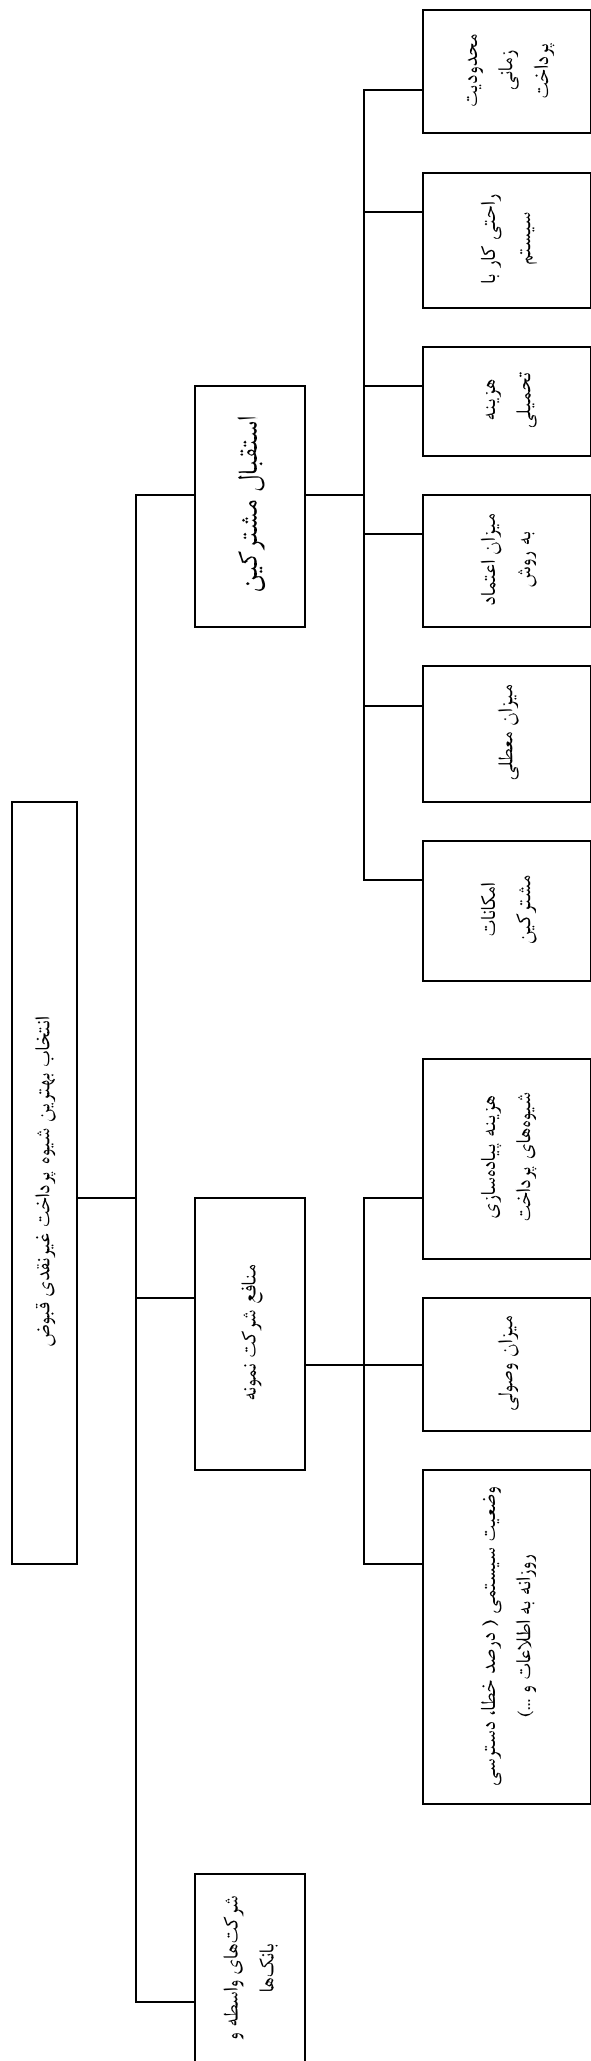 انتخاب بهترین شیوه پرداخت غیرنقدی قبوض
استقبال مشترکین
محدودیت
زمانی
پرداخت
راحتی کار با
سیستم
هزینه
تحمیلی
میزان اعتماد
به روش
میزان معطلی
امکانات
مشترکین
منافع شرکت نمونه
هزینه پیاده‌سازی
شیوه‌های پرداخت
میزان وصولی
وضعیت سیستمی ( درصد خطا، دسترسی
روزانه به اطلاعات و ...)
شرکت‌های واسطه و
بانک‌ها